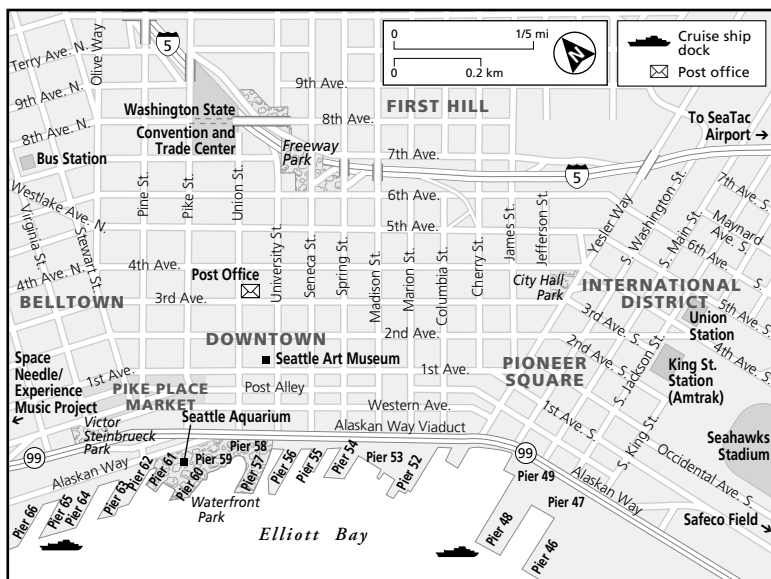 0
1/5 mi
0
0.2 km
N
Cruise ship
dock
Post office
5
Terry Ave. N.
Olive Way
9th Ave. N.
8th Ave. N.
9th Ave.
FIRST HILL
Washington State
Convention and
Trade Center
8th Ave.
Freeway
Park
7th Ave.
To SeaTac
Airport
Bus Station
Westlake Ave. N.
Virginia St.
Stewart St.
Pine St.
Pike St.
Union St.
6th Ave.
5
5th Ave.
University St.
Seneca St.
Spring St.
Madison St.
Marion St.
Columbia St.
Cherry St.
James St.
Jefferson St.
Yesler Way
S. Washington St.
S. Main St.
7th Ave. S.
Maynard
Ave. S.
6th Ave. S.
4th Ave. N.
4th Ave.
Post Office
3rd Ave.
BELLTOWN
City Hall
Park
INTERNATIONAL
DISTRICT
5th Ave. S.
Union
Station
4th Ave. S.
3rd Ave. S.
2nd Ave. S.
2nd Ave.
DOWNTOWN
Seattle Art Museum
PIONEER
SQUARE
S. Jackson St.
King St.
Station
(Amtrak)
Space
Needle/
Experience
Music Project
1st Ave.
1st Ave.
PIKE PLACE
MARKET
Post Alley
Western Ave.
1st Ave. S.
Seattle Aquarium
Alaskan Way Viaduct
S. King St.
Seahawks
Stadium
Victor
Steinbrueck
Park
99
99
Alaskan Way
Occidental Ave. S.
Alaskan Way
Safeco Field
Pier 66
Pier 65
Pier 64
Pier 63
Pier 62
Pier 61
Pier 60
Pier 59
Pier 58
Pier 57
Pier 56
Pier 55
Pier 54
Pier 53
Pier 52
Pier 49
Pier 48
Pier 47
Pier 46
Waterfront
Park
Elliott Bay